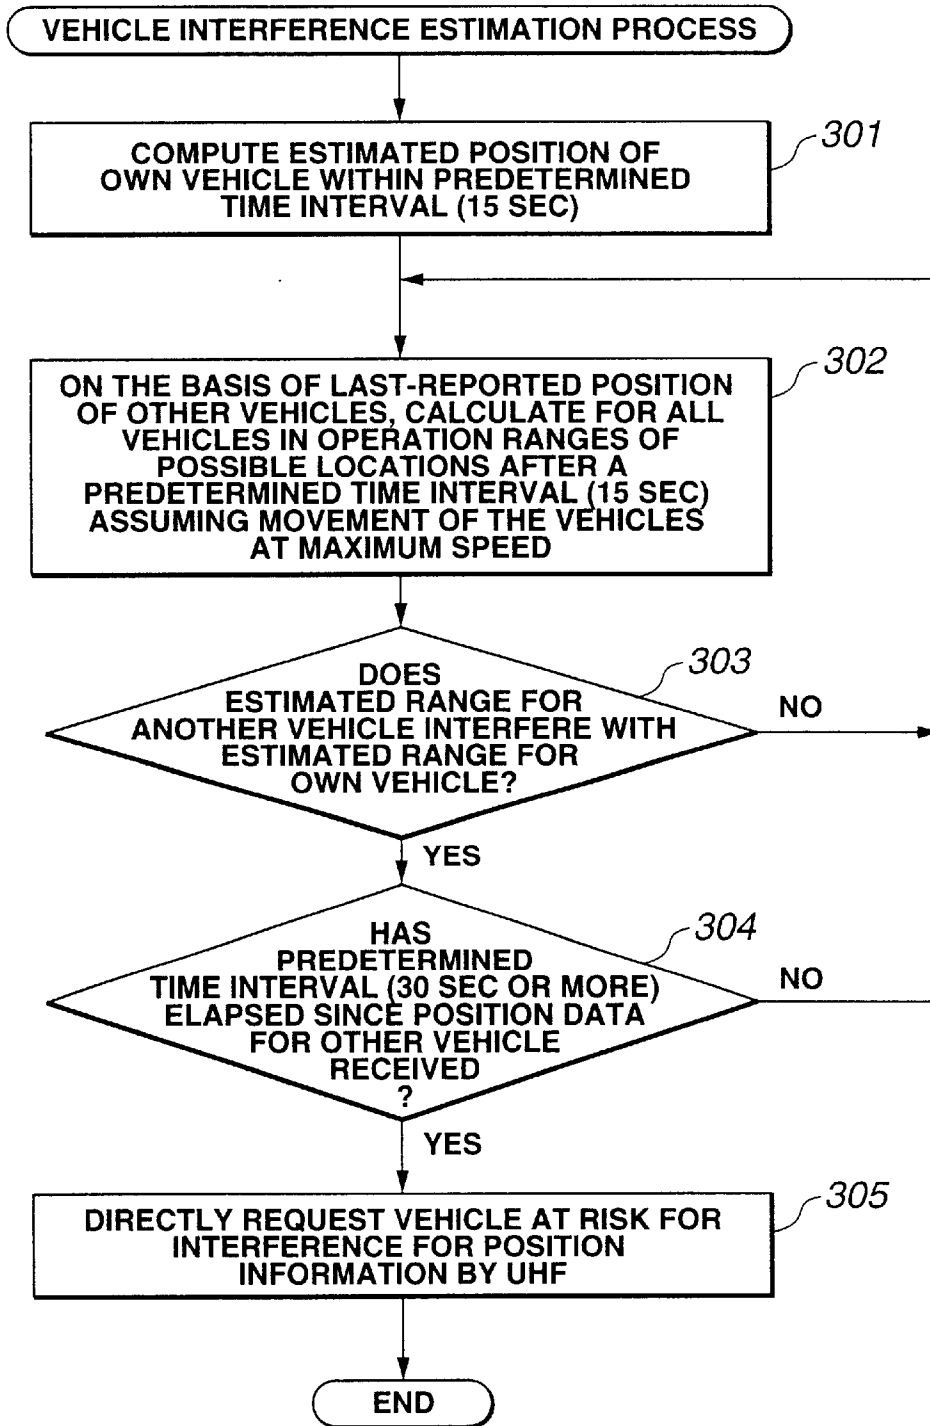 VEHICLE INTERFERENCE ESTIMATION PROCESS
301
COMPUTE ESTIMATED POSITION OF
OWN VEHICLE WITHIN PREDETERMINED
TIME INTERVAL (15 SEC)
302
ON THE BASIS OF LAST-REPORTED POSITION
OF OTHER VEHICLES, CALCULATE FOR ALL
VEHICLES IN OPERATION RANGES OF
POSSIBLE LOCATIONS AFTER A
PREDETERMINED TIME INTERVAL (15 SEC)
ASSUMING MOVEMENT OF THE VEHICLES
AT MAXIMUM SPEED
303
DOES
ESTIMATED RANGE FOR
ANOTHER VEHICLE INTERFERE WITH
ESTIMATED RANGE FOR
OWN VEHICLE?
NO
YES
304
HAS
PREDETERMINED
TIME INTERVAL (30 SEC OR MORE)
ELAPSED SINCE POSITION DATA
FOR OTHER VEHICLE
RECEIVED
?
NO
YES
305
DIRECTLY REQUEST VEHICLE AT RISK FOR
INTERFERENCE FOR POSITION
INFORMATION BY UHF
END